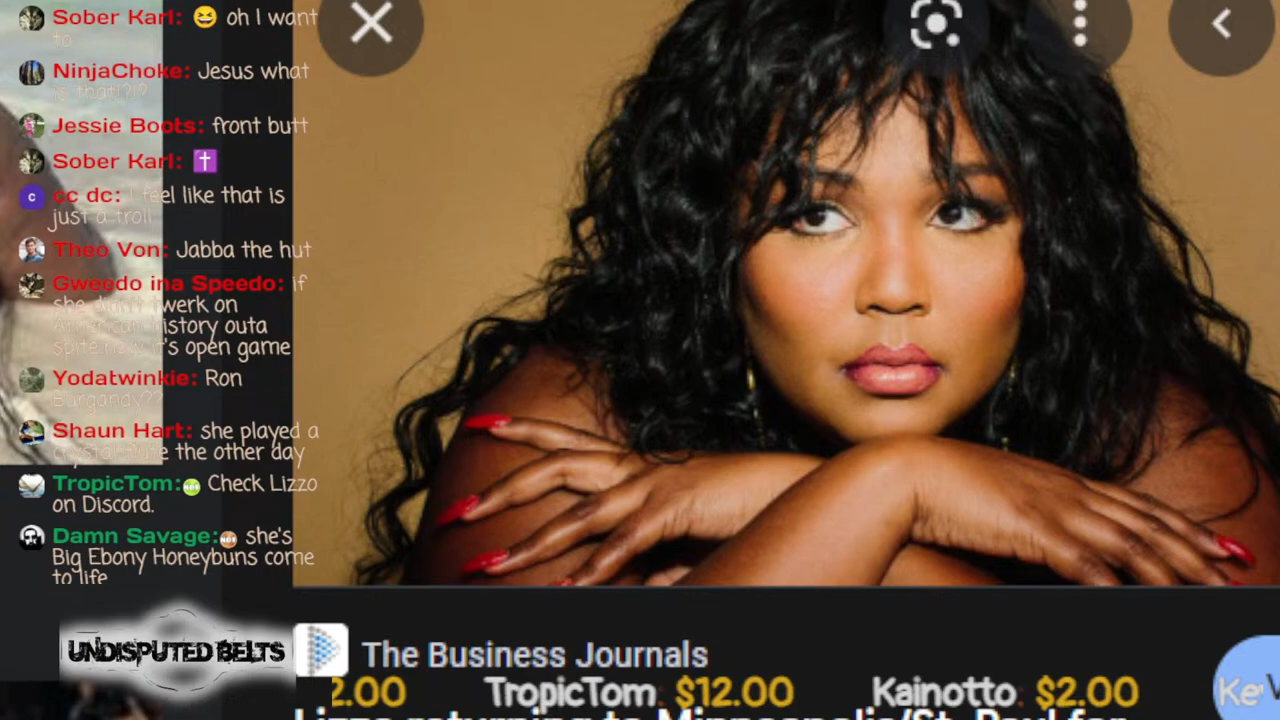 Sober Karl: 😆 oh I want
to
NinjaChoke: Jesus what
is that!?!?
Jessie Boots: front butt
Sober Karl: ✝️
c cc dc: I feel like that is
just a troll
Theo Von: Jabba the hut
Gweedo ina Speedo: if
she didn't twerk on
history outa
spite it's open game
Yodatwinkie: Ron
Burgandy??
Shaun Hart: she played a
crystal flute the other day
TropicTom: Check Lizzo
on Discord.
Damn Savage: she's
Big Ebony Honeybuns come
to life
UNDISPUTED BELTS
The Business Journals
2.00 TropicTom: $12.00 Kainotto: $2.00
Lizzo returning to Minneapolis/St. Paul for